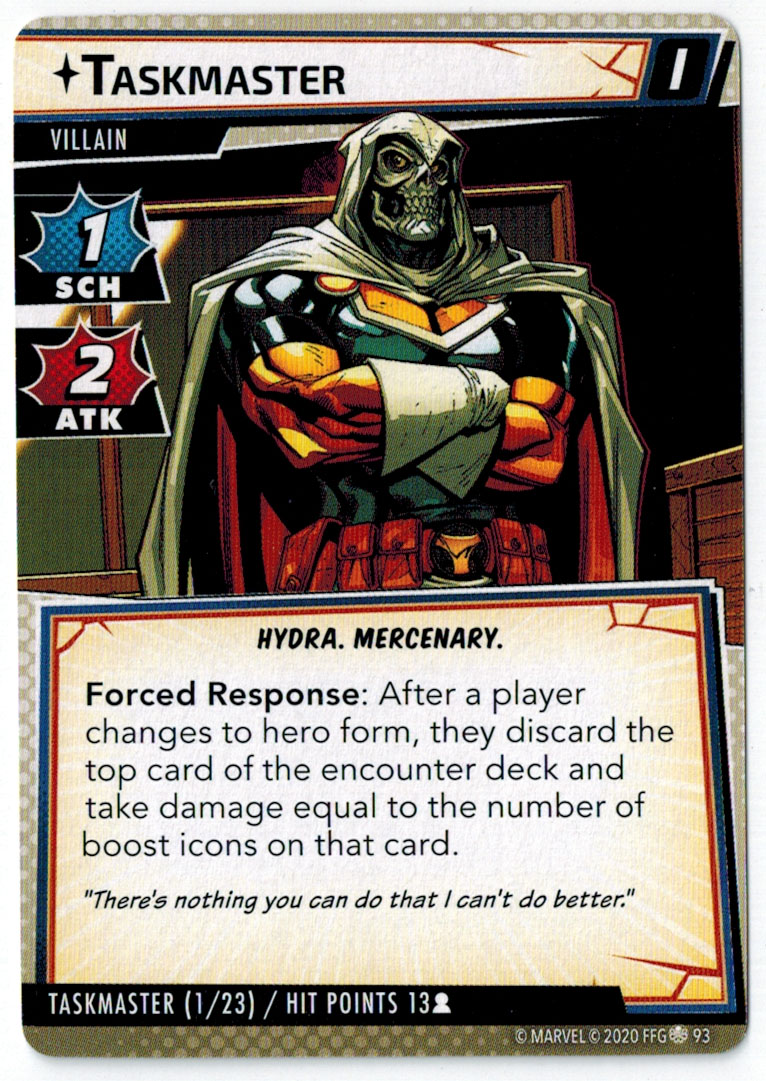 TASKMASTER
I
VILLAIN
1
SCH
2
ATK
HYDRA. MERCENARY.
Forced Response: After a player
changes to hero form, they discard the
top card of the encounter deck and
take damage equal to the number of
boost icons on that card.
"There's nothing you can do that I can't do better."
TASKMASTER (1/23) / HIT POINTS 13
© MARVEL © 2020 FFG 93